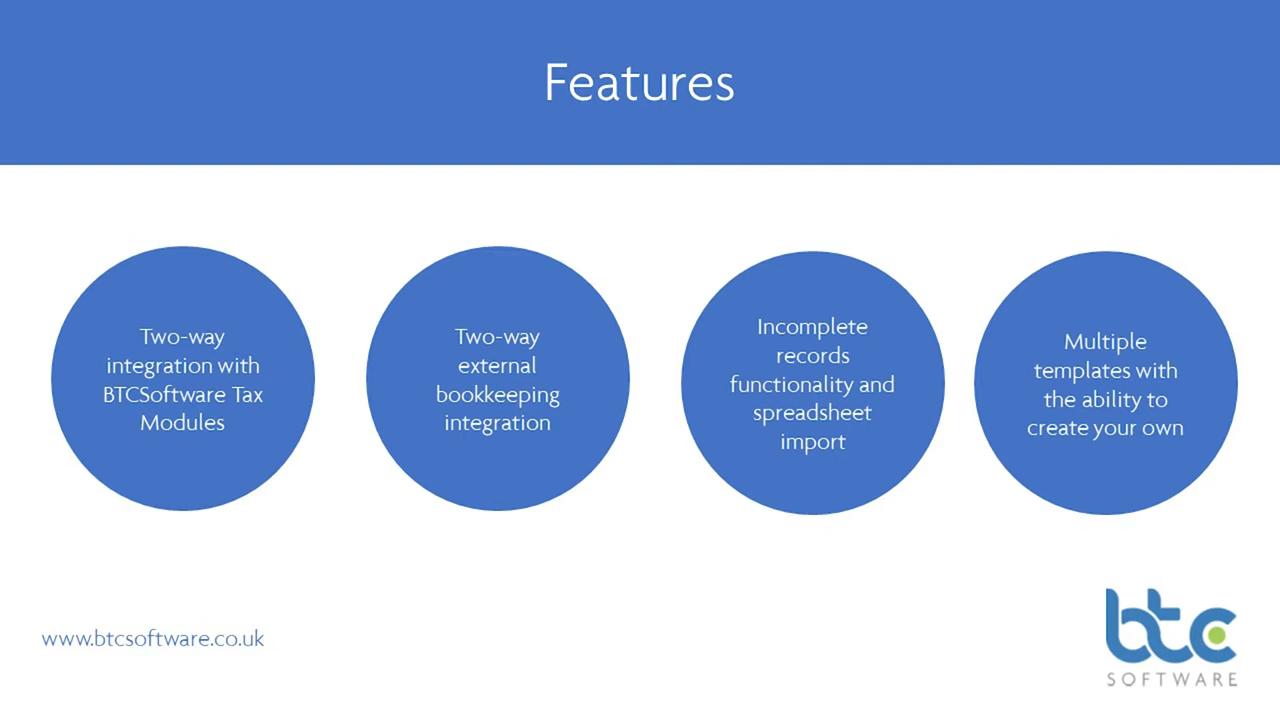 Features
Two-way
integration with
BTCSoftware Tax
Modules
Two-way
external
bookkeeping
integration
Incomplete
records
functionality and
spreadsheet
import
Multiple
templates with
the ability to
create your own
www.btcsoftware.co.uk
btc
SOFTWARE